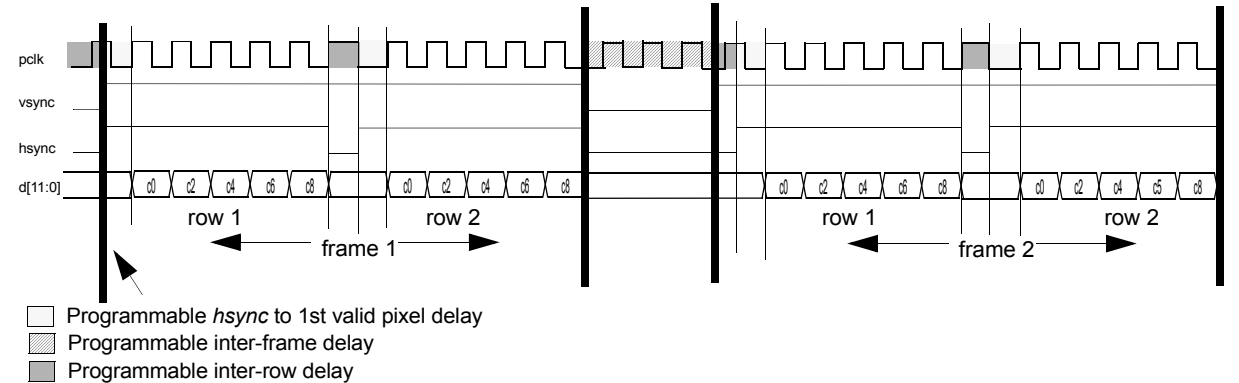 pclk
vsync
hsync
d[11:0]
c0 c2 c4 c6 c8 c0 c2 c4 c6 c8 c0 c2 c4 c6 c8 c0 c2 c4 c5 c8
row 1 row 2 row 1 row 2
frame 1 frame 2
Programmable hsync to 1st valid pixel delay
Programmable inter-frame delay
Programmable inter-row delay